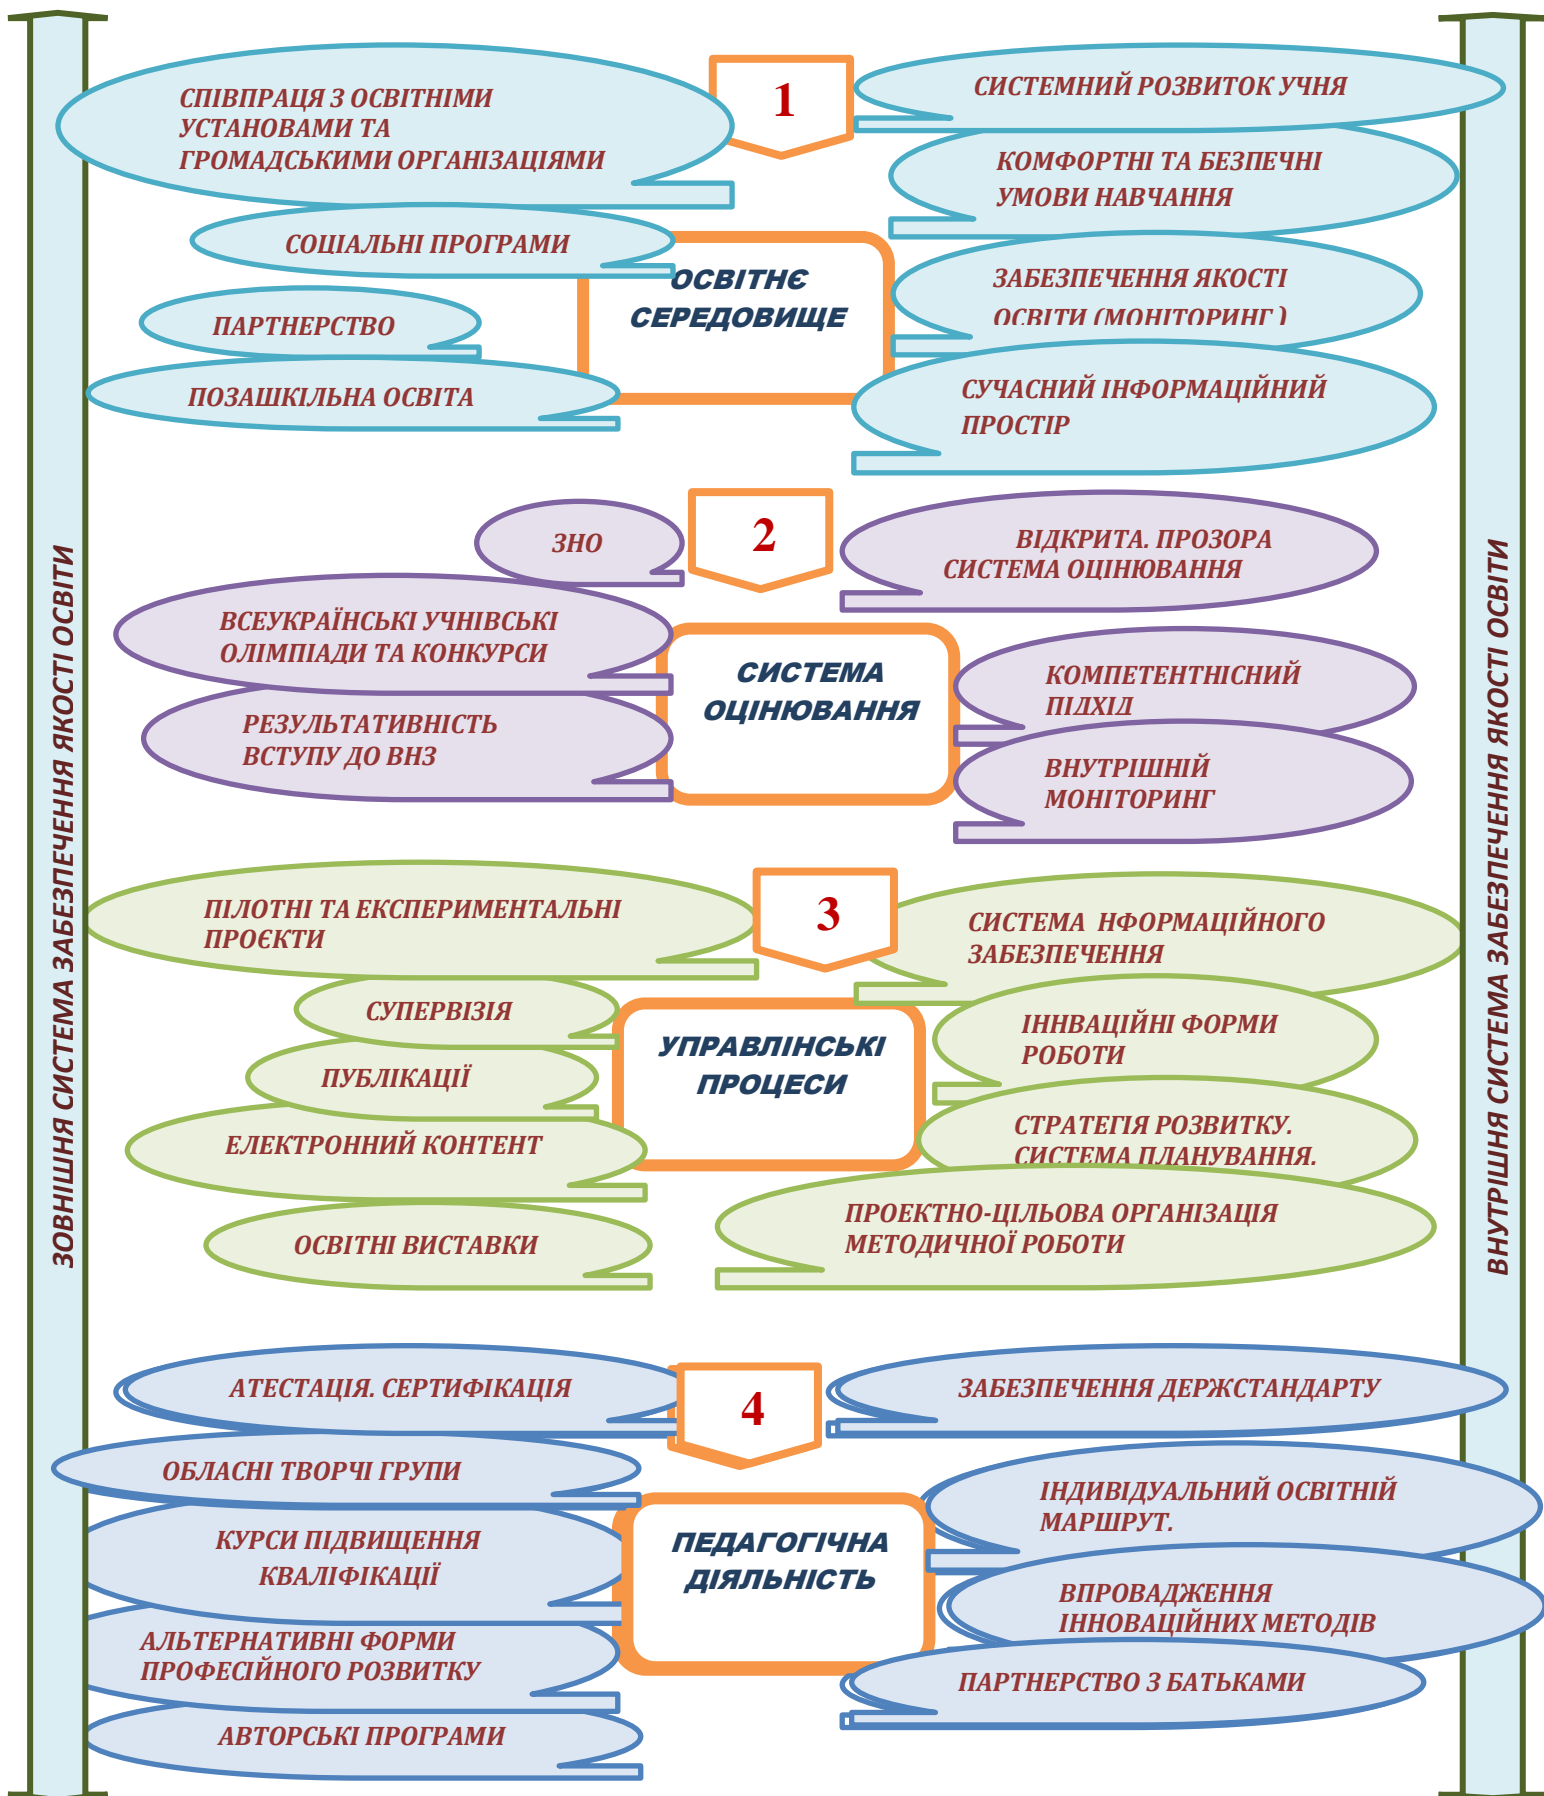 ЗОВНІШНЯ СИСТЕМА ЗАБЕЗПЕЧЕННЯ ЯКОСТІ ОСВІТИ
1
СПІВПРАЦЯ З ОСВІТНІМИ
УСТАНОВАМИ ТА
ГРОМАДСЬКИМИ ОРГАНІЗАЦІЯМИ
СОЦІАЛЬНІ ПРОГРАМИ
ПАРТНЕРСТВО
ПОЗАШКІЛЬНА ОСВІТА
ОСВІТНЄ
СЕРЕДОВИЩЕ
СИСТЕМНИЙ РОЗВИТОК УЧНЯ
КОМФОРТНІ ТА БЕЗПЕЧНІ
УМОВИ НАВЧАННЯ
ЗАБЕЗПЕЧЕННЯ ЯКОСТІ
ОСВІТИ (МОНІТОРИНГ )
СУЧАСНИЙ ІНФОРМАЦІЙНИЙ
ПРОСТІР
2
ЗНО
ВСЕУКРАЇНСЬКІ УЧНІВСЬКІ
ОЛІМПІАДИ ТА КОНКУРСИ
РЕЗУЛЬТАТИВНІСТЬ
ВСТУПУ ДО ВНЗ
СИСТЕМА
ОЦІНЮВАННЯ
ВІДКРИТА. ПРОЗОРА
СИСТЕМА ОЦІНЮВАННЯ
КОМПЕТЕНТНІСНИЙ
ПІДХІД
ВНУТРІШНІЙ
МОНІТОРИНГ
3
ПІЛОТНІ ТА ЕКСПЕРИМЕНТАЛЬНІ
ПРОЄКТИ
СУПЕРВІЗІЯ
ПУБЛІКАЦІЇ
ЕЛЕКТРОННИЙ КОНТЕНТ
ОСВІТНІ ВИСТАВКИ
УПРАВЛІНСЬКІ
ПРОЦЕСИ
СИСТЕМА НФОРМАЦІЙНОГО
ЗАБЕЗПЕЧЕННЯ
ІННВАЦІЙНІ ФОРМИ
РОБОТИ
СТРАТЕГІЯ РОЗВИТКУ.
СИСТЕМА ПЛАНУВАННЯ.
ПРОЕКТНО-ЦІЛЬОВА ОРГАНІЗАЦІЯ
МЕТОДИЧНОЇ РОБОТИ
4
АТЕСТАЦІЯ. СЕРТИФІКАЦІЯ
ОБЛАСНІ ТВОРЧІ ГРУПИ
КУРСИ ПІДВИЩЕННЯ
КВАЛІФІКАЦІЇ
АЛЬТЕРНАТИВНІ ФОРМИ
ПРОФЕСІЙНОГО РОЗВИТКУ
АВТОРСЬКІ ПРОГРАМИ
ПЕДАГОГІЧНА
ДІЯЛЬНІСТЬ
ЗАБЕЗПЕЧЕННЯ ДЕРЖСТАНДАРТУ
ІНДИВІДУАЛЬНИЙ ОСВІТНІЙ
МАРШРУТ.
ВПРОВАДЖЕННЯ
ІННОВАЦІЙНИХ МЕТОДІВ
ПАРТНЕРСТВО З БАТЬКАМИ
ВНУТРІШНЯ СИСТЕМА ЗАБЕЗПЕЧЕННЯ ЯКОСТІ ОСВІТИ